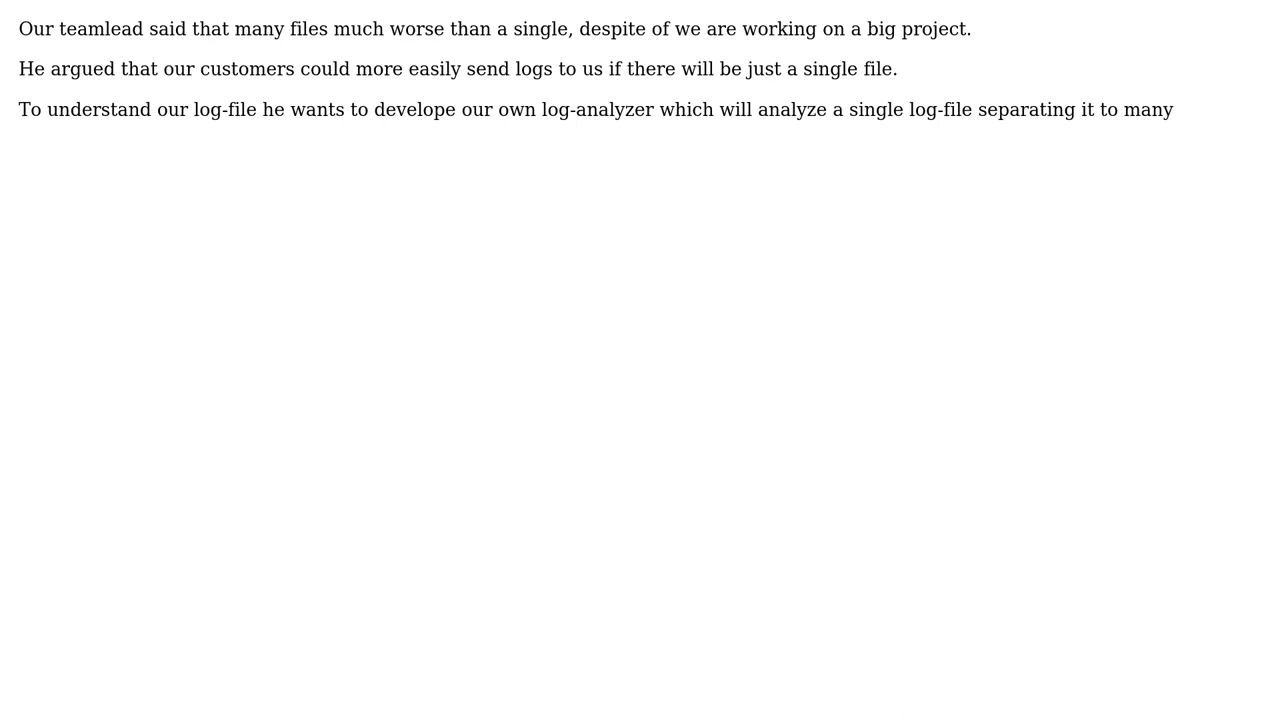 Our teamlead said that many files much worse than a single, despite of we are working on a big project.
He argued that our customers could more easily send logs to us if there will be just a single file.
To understand our log-file he wants to develope our own log-analyzer which will analyze a single log-file separating it to many